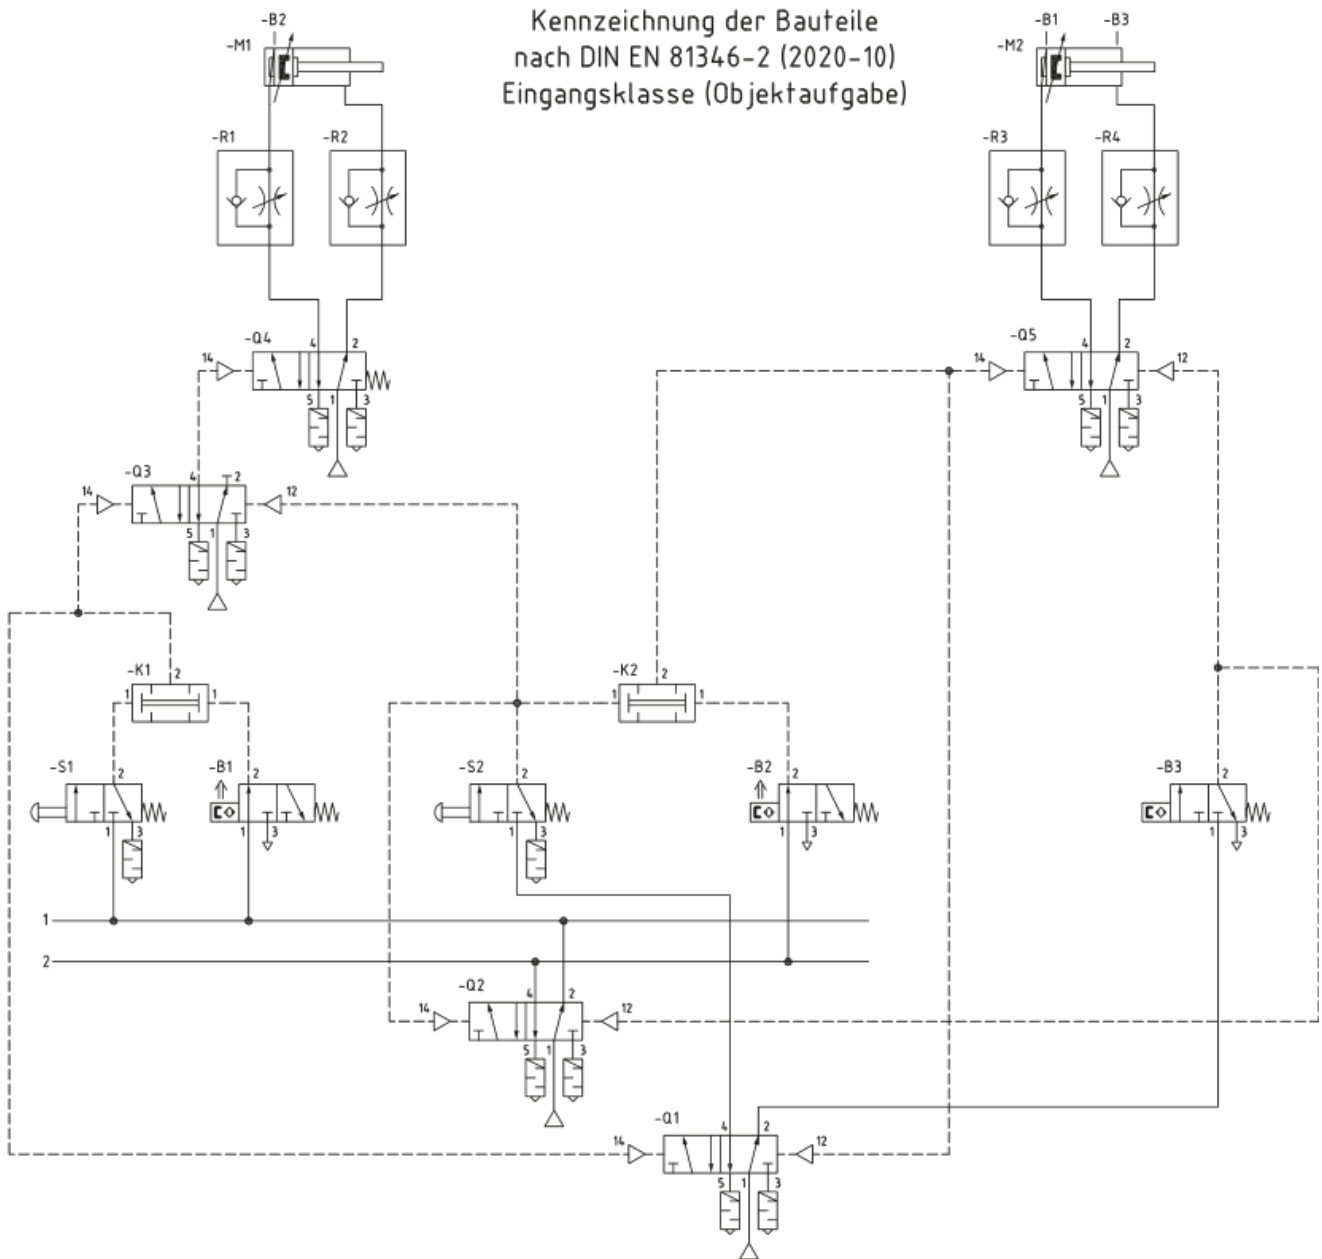 Kennzeichnung der Bauteile
nach DIN EN 81346-2 (2020-10)
Eingangsklasse (Objektaufgabe)
-B2
-M1
-B1 -B3
-M2
-R1 -R2
-R3 -R4
-Q4
14 4 2
5 1 3
-Q5
14 4 2 12
5 1 3
-Q3
14 4 2 12
5 1 3
-K1
1 2 1
-K2
1 2 1
-S1
2
1 3
-B1
2
1 3
-S2
2
1 3
-B2
2
1 3
-B3
2
1 3
1
2
-Q2
14 4 2 12
5 1 3
-Q1
14 4 2 12
5 1 3